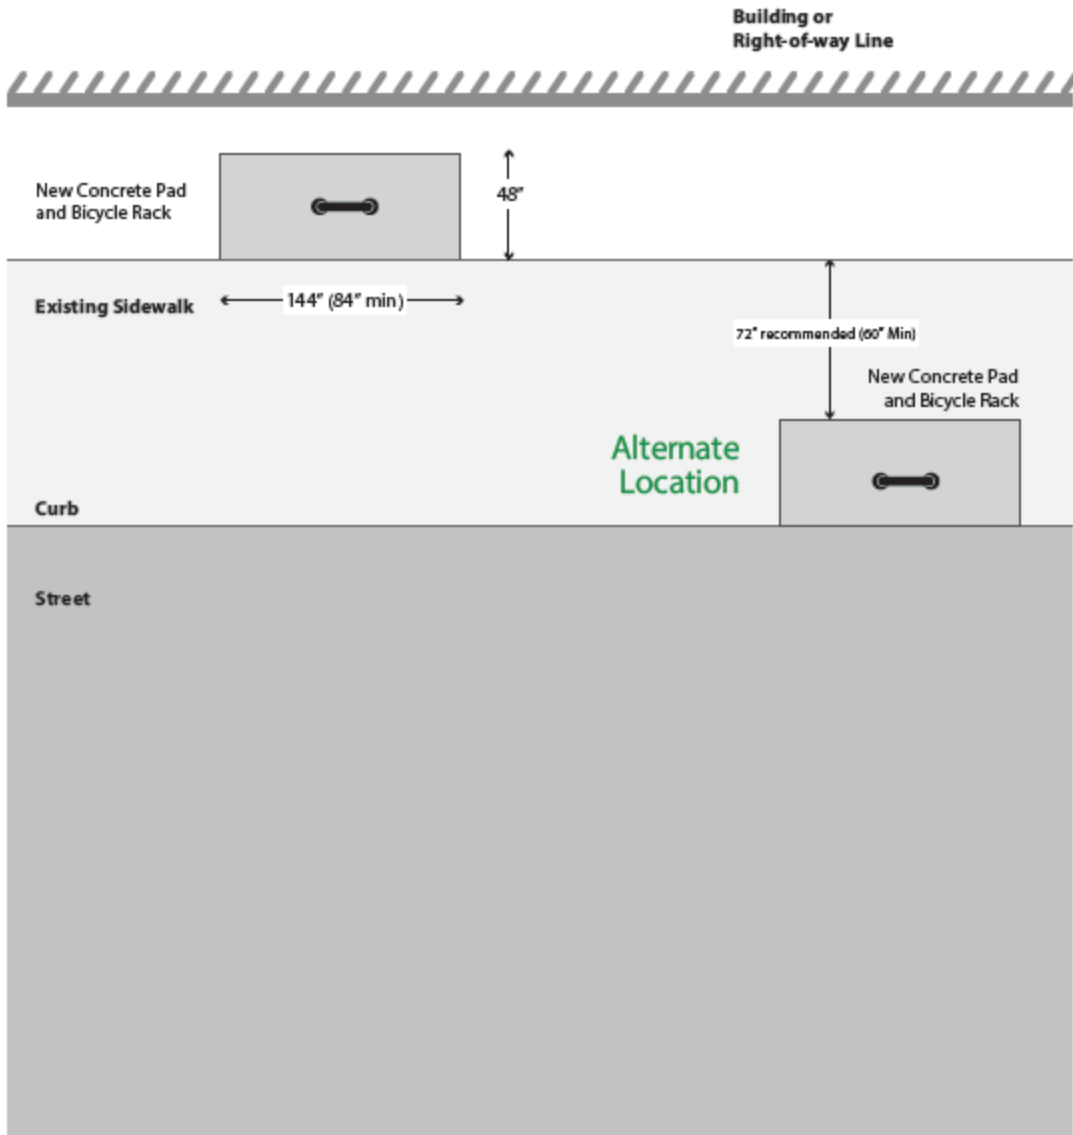 Building or
Right-of-way Line
New Concrete Pad
and Bicycle Rack
48”
Existing Sidewalk
144” (84” min)
72” recommended (60” Min)
New Concrete Pad
and Bicycle Rack
Alternate
Location
Curb
Street